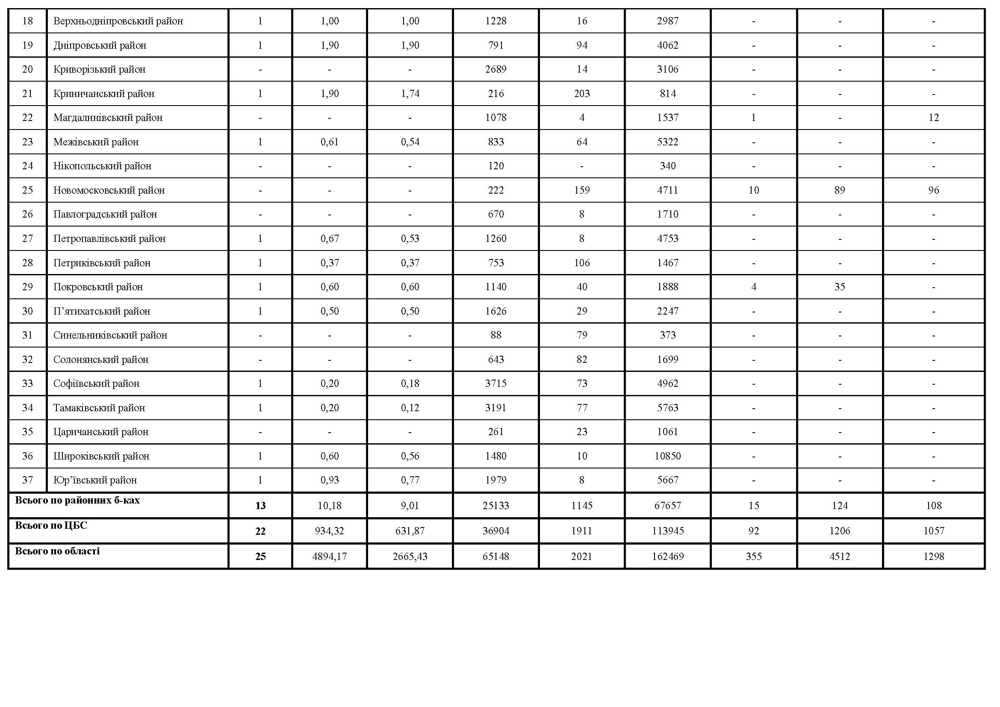 18 Верхньодніпровський район 1 1,00 1,00 1228 16 2987 - - -
19 Дніпровський район 1 1,90 1,90 791 94 4062 - - -
20 Криворізький район - - - 2689 14 3106 - - -
21 Криничанський район 1 1,90 1,74 216 203 814 - - -
22 Магдалинівський район - - - 1078 4 1537 1 - 12
23 Межівський район 1 0,61 0,54 833 64 5322 - - -
24 Нікопольський район - - - 120 - 340 - - -
25 Новомосковський район - - - 222 159 4711 10 89 96
26 Павлоградський район - - - 670 8 1710 - - -
27 Петропавлівський район 1 0,67 0,53 1260 8 4753 - - -
28 Петриківський район 1 0,37 0,37 753 106 1467 - - -
29 Покровський район 1 0,60 0,60 1140 40 1888 4 35 -
30 П’ятихатський район 1 0,50 0,50 1626 29 2247 - - -
31 Синельниківський район - - - 88 79 373 - - -
32 Солонянський район - - - 643 82 1699 - - -
33 Софіївський район 1 0,20 0,18 3715 73 4962 - - -
34 Тамаківський район 1 0,20 0,12 3191 77 5763 - - -
35 Царичанський район - - - 261 23 1061 - - -
36 Широківський район 1 0,60 0,56 1480 10 10850 - - -
37 Юр’ївський район 1 0,93 0,77 1979 8 5667 - - -
Всього по районних б-ках 13 10,18 9,01 25133 1145 67657 15 124 108
Всього по ЦБС 22 934,32 631,87 36904 1911 113945 92 1206 1057
Всього по області 25 4894,17 2665,43 65148 2021 162469 355 4512 1298